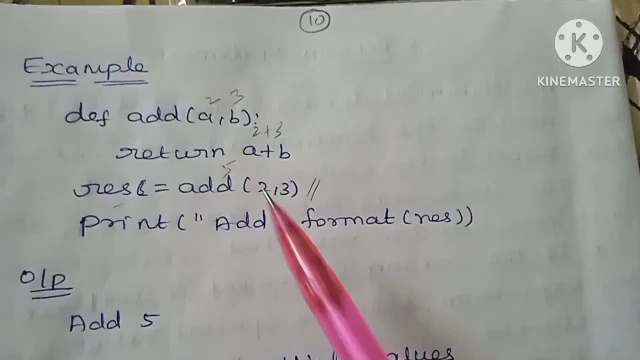 10
K
KINEMASTER
Example
2 3
def add(a,b):
2+3
return a+b
5
res = add(2,3) //
print(" Add format(res))
O/p
Add 5
values